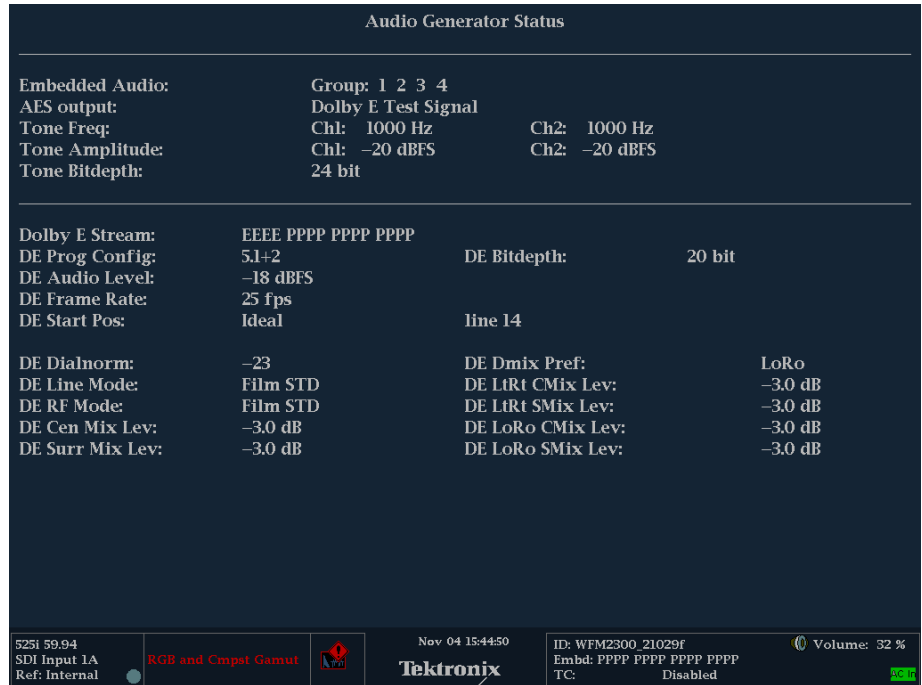 Audio Generator Status
Embedded Audio: Group: 1 2 3 4
AES output: Dolby E Test Signal
Tone Freq: Ch1: 1000 Hz Ch2: 1000 Hz
Tone Amplitude: Ch1: −20 dBFS Ch2: −20 dBFS
Tone Bitdepth: 24 bit
Dolby E Stream: EEEE PPPP PPPP PPPP
DE Prog Config: 5.1+2 DE Bitdepth: 20 bit
DE Audio Level: −18 dBFS
DE Frame Rate: 25 fps
DE Start Pos: Ideal line 14
DE Dialnorm: −23 DE Dmix Pref: LoRo
DE Line Mode: Film STD DE LtRt CMix Lev: −3.0 dB
DE RF Mode: Film STD DE LtRt SMix Lev: −3.0 dB
DE Cen Mix Lev: −3.0 dB DE LoRo CMix Lev: −3.0 dB
DE Surr Mix Lev: −3.0 dB DE LoRo SMix Lev: −3.0 dB
525i 59.94
SDI Input 1A
Ref: Internal
RGB and Cmpst Gamut
Nov 04 15:44:50
Tektronix
ID: WFM2300_21029f
Embd: PPPP PPPP PPPP PPPP
TC: Disabled
Volume: 32 %
AC In